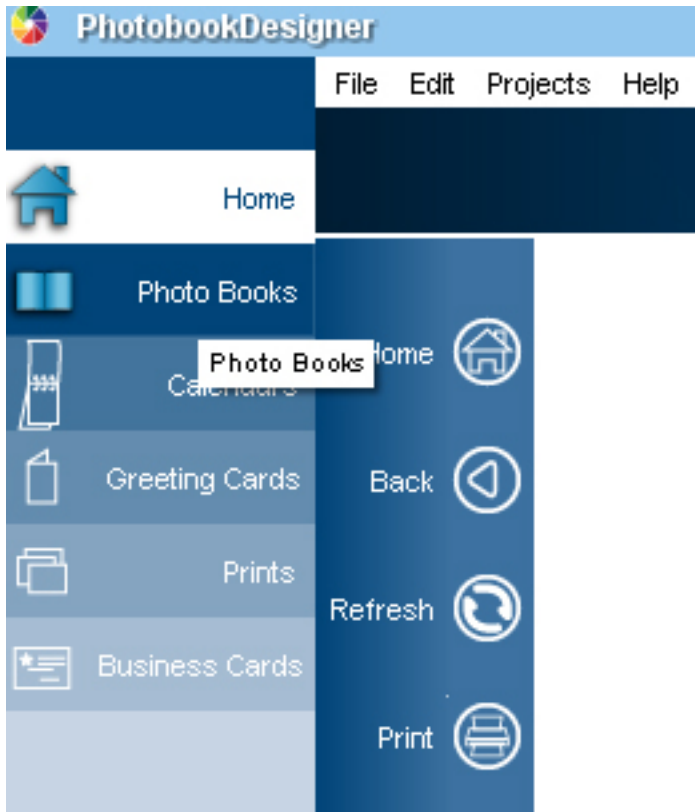 PhotobookDesigner
File Edit Projects Help
Home
Photo Books
Photo Books
Calendars
Greeting Cards
Prints
Business Cards
Home
Back
Refresh
Print